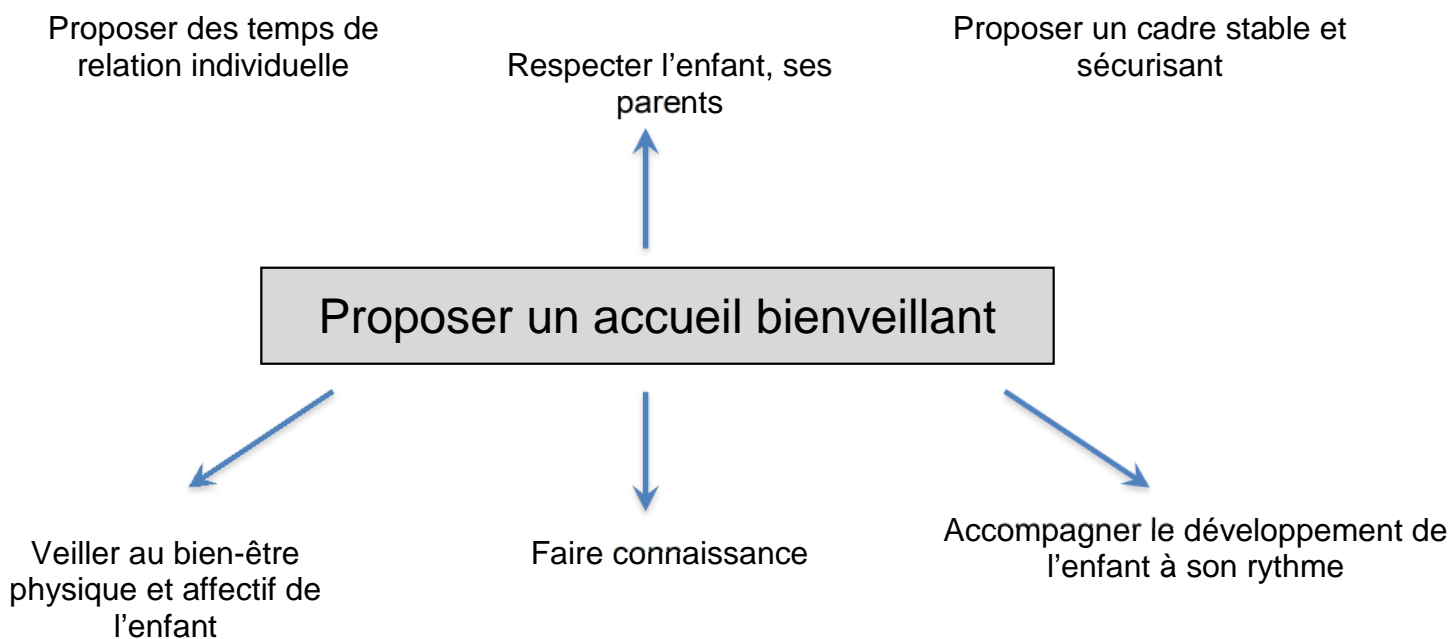 Proposer des temps de
relation individuelle
Respecter l’enfant, ses
parents
Proposer un cadre stable et
sécurisant
Proposer un accueil bienveillant
Veiller au bien-être
physique et affectif de
l’enfant
Faire connaissance
Accompagner le développement de
l’enfant à son rythme